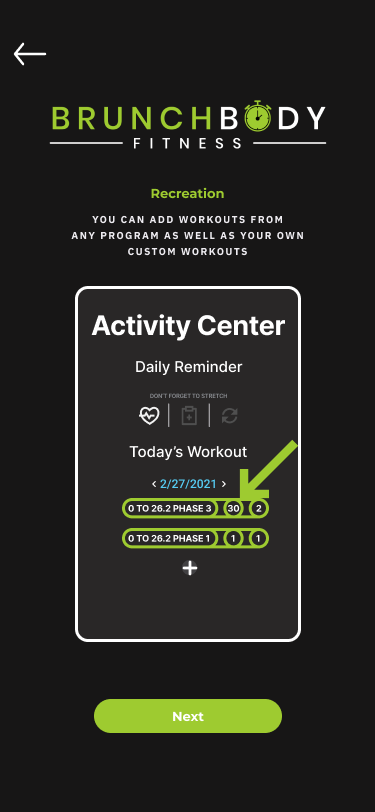 BRUNCHBODY
FITNESS
Recreation
YOU CAN ADD WORKOUTS FROM
ANY PROGRAM AS WELL AS YOUR OWN
CUSTOM WORKOUTS
Activity Center
Daily Reminder
DON'T FORGET TO STRETCH
Today's Workout
< 2/27/2021 >
0 TO 26.2 PHASE 3 30 2
0 TO 26.2 PHASE 1 1 1
+
Next